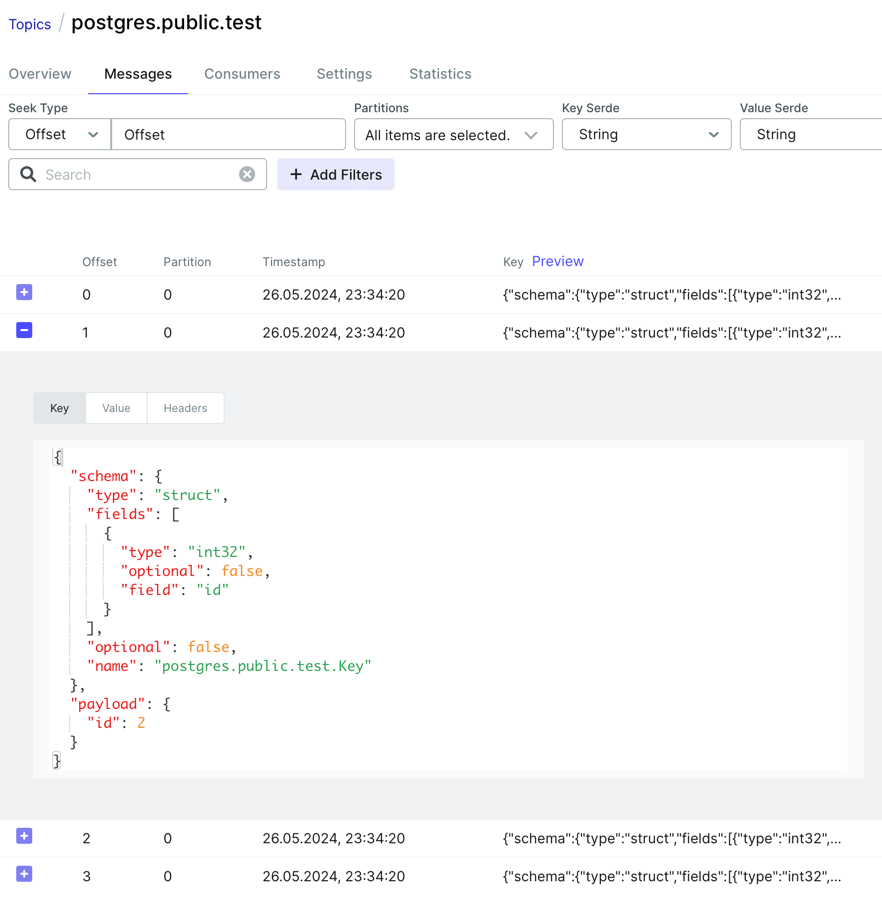 Topics / postgres.public.test
Overview Messages Consumers Settings Statistics
Seek Type Partitions Key Serde Value Serde
Offset Offset All items are selected. String String
Search + Add Filters
Offset Partition Timestamp Key Preview
0 0 26.05.2024, 23:34:20 {"schema":{"type":"struct","fields":[{"type":"int32",...
1 0 26.05.2024, 23:34:20 {"schema":{"type":"struct","fields":[{"type":"int32",...
Key Value Headers
{
"schema": {
"type": "struct",
"fields": [
{
"type": "int32",
"optional": false,
"field": "id"
}
],
"optional": false,
"name": "postgres.public.test.Key"
},
"payload": {
"id": 2
}
}
2 0 26.05.2024, 23:34:20 {"schema":{"type":"struct","fields":[{"type":"int32",...
3 0 26.05.2024, 23:34:20 {"schema":{"type":"struct","fields":[{"type":"int32",...